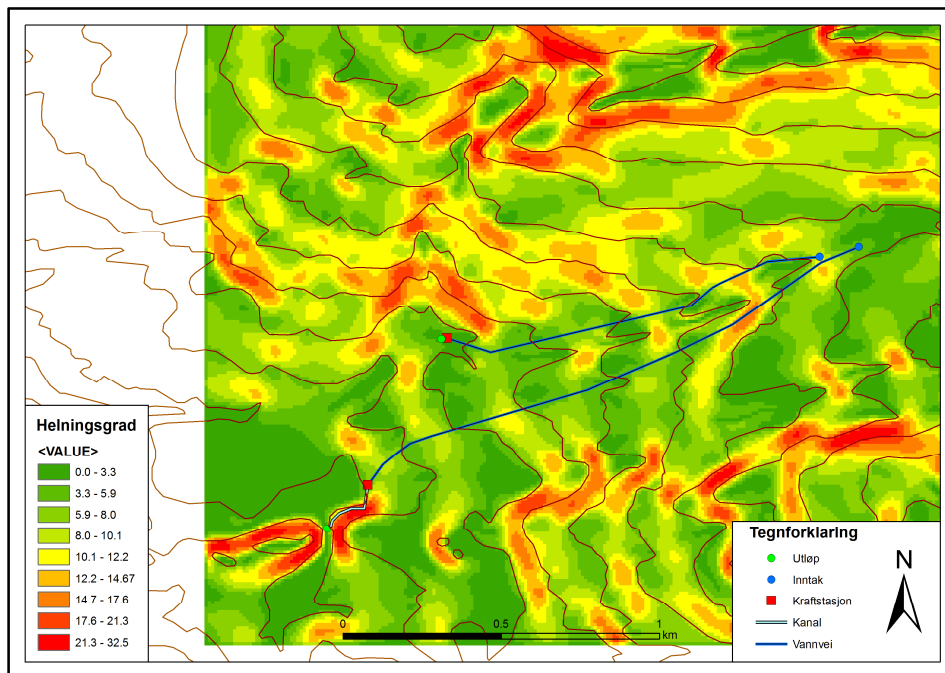 Helningsgrad
<VALUE>
0.0 - 3.3
3.3 - 5.9
5.9 - 8.0
8.0 - 10.1
10.1 - 12.2
12.2 - 14.67
14.7 - 17.6
17.6 - 21.3
21.3 - 32.5
0 0.5 1
km
Tegnforklaring
Utløp
Inntak
Kraftstasjon
Kanal
Vannvei
N